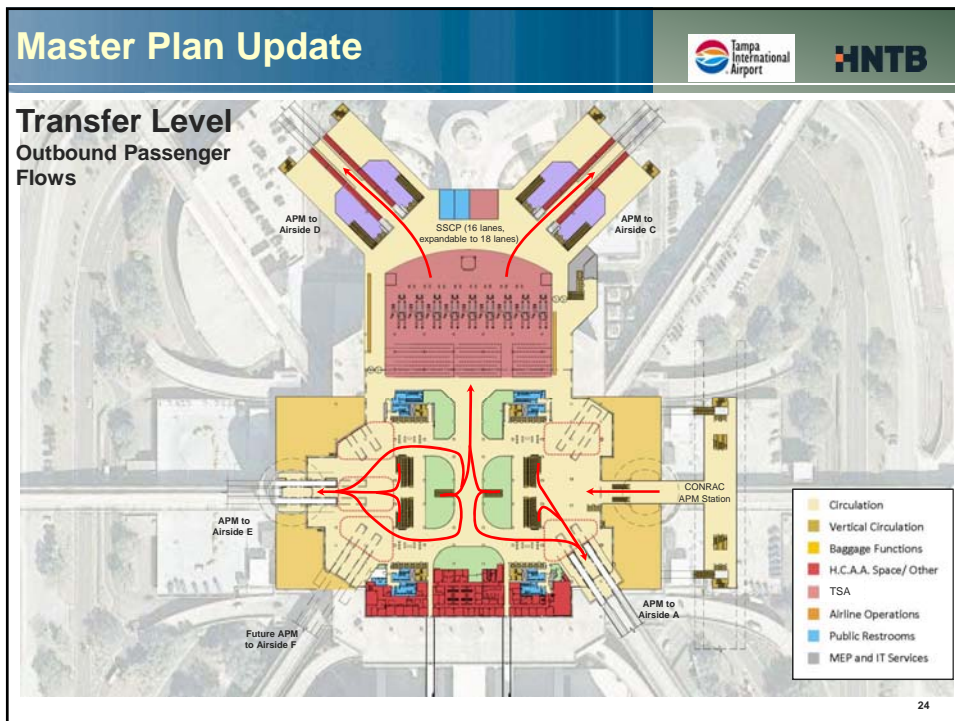 Master Plan Update
Tampa
International
Airport
HNTB
Transfer Level
Outbound Passenger
Flows
APM to
Airside D
SSCP (16 lanes,
expandable to 18 lanes)
APM to
Airside C
CONRAC
APM Station
APM to
Airside E
APM to
Airside A
Future APM
to Airside F
Circulation
Vertical Circulation
Baggage Functions
H.C.A.A. Space/ Other
TSA
Airline Operations
Public Restrooms
MEP and IT Services
24